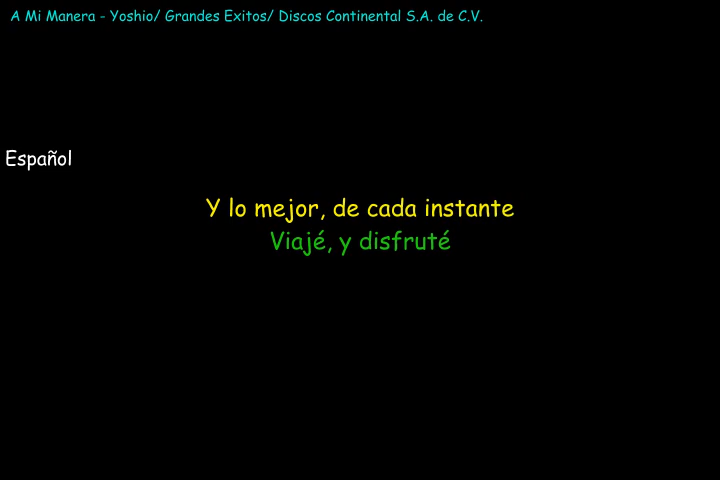 A Mi Manera - Yoshio/ Grandes Exitos/ Discos Continental S.A. de C.V.
Español
Y lo mejor, de cada instante
Viajé, y disfruté